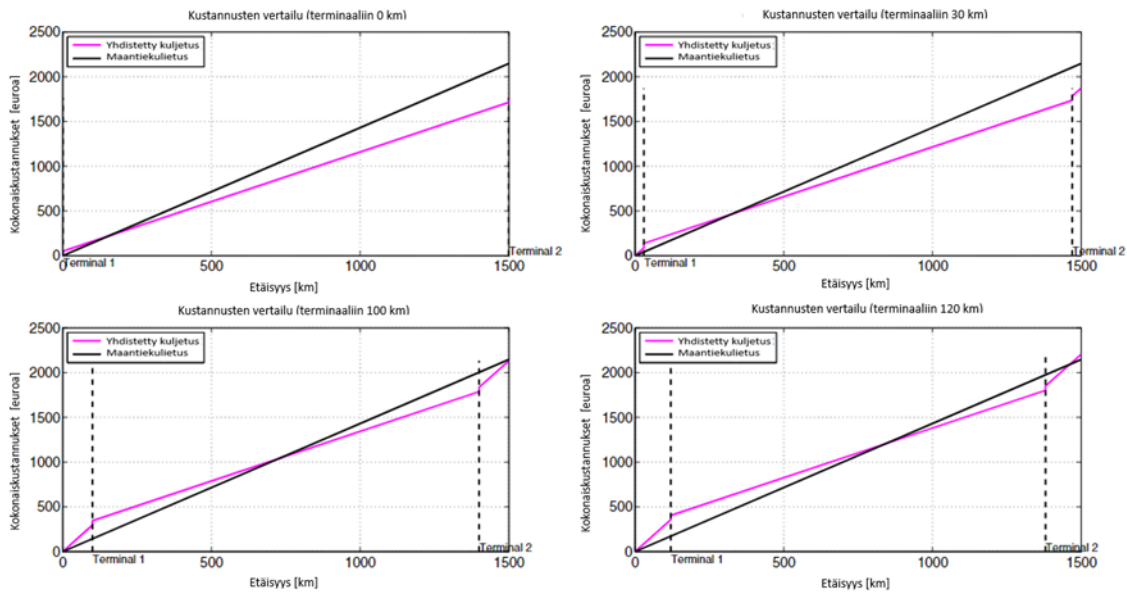 Kustannusten vertailu (terminaaliin 0 km)
2500
2000
1500
1000
500
0
Yhdistetty kuljetus
Maantiekulietus
Kokonaiskustannukset [euroa]
Terminal 1
Terminal 2
0 500 1000 1500
Etäisyys [km]
Kustannusten vertailu (terminaaliin 30 km)
2500
2000
1500
1000
500
0
Yhdistetty kuljetus
Maantiekulietus
Kokonaiskustannukset [euroa]
Terminal 1
Terminal 2
0 500 1000 1500
Etäisyys [km]
Kustannusten vertailu (terminaaliin 100 km)
2500
2000
1500
1000
500
0
Yhdistetty kuljetus
Maantiekulietus
Kokonaiskustannukset [euroa]
Terminal 1
Terminal 2
0 500 1000 1500
Etäisyys [km]
Kustannusten vertailu (terminaaliin 120 km)
2500
2000
1500
1000
500
0
Yhdistetty kuljetus
Maantiekulietus
Kokonaiskustannukset [euroa]
Terminal 1
Terminal 2
0 500 1000 1500
Etäisyys [km]